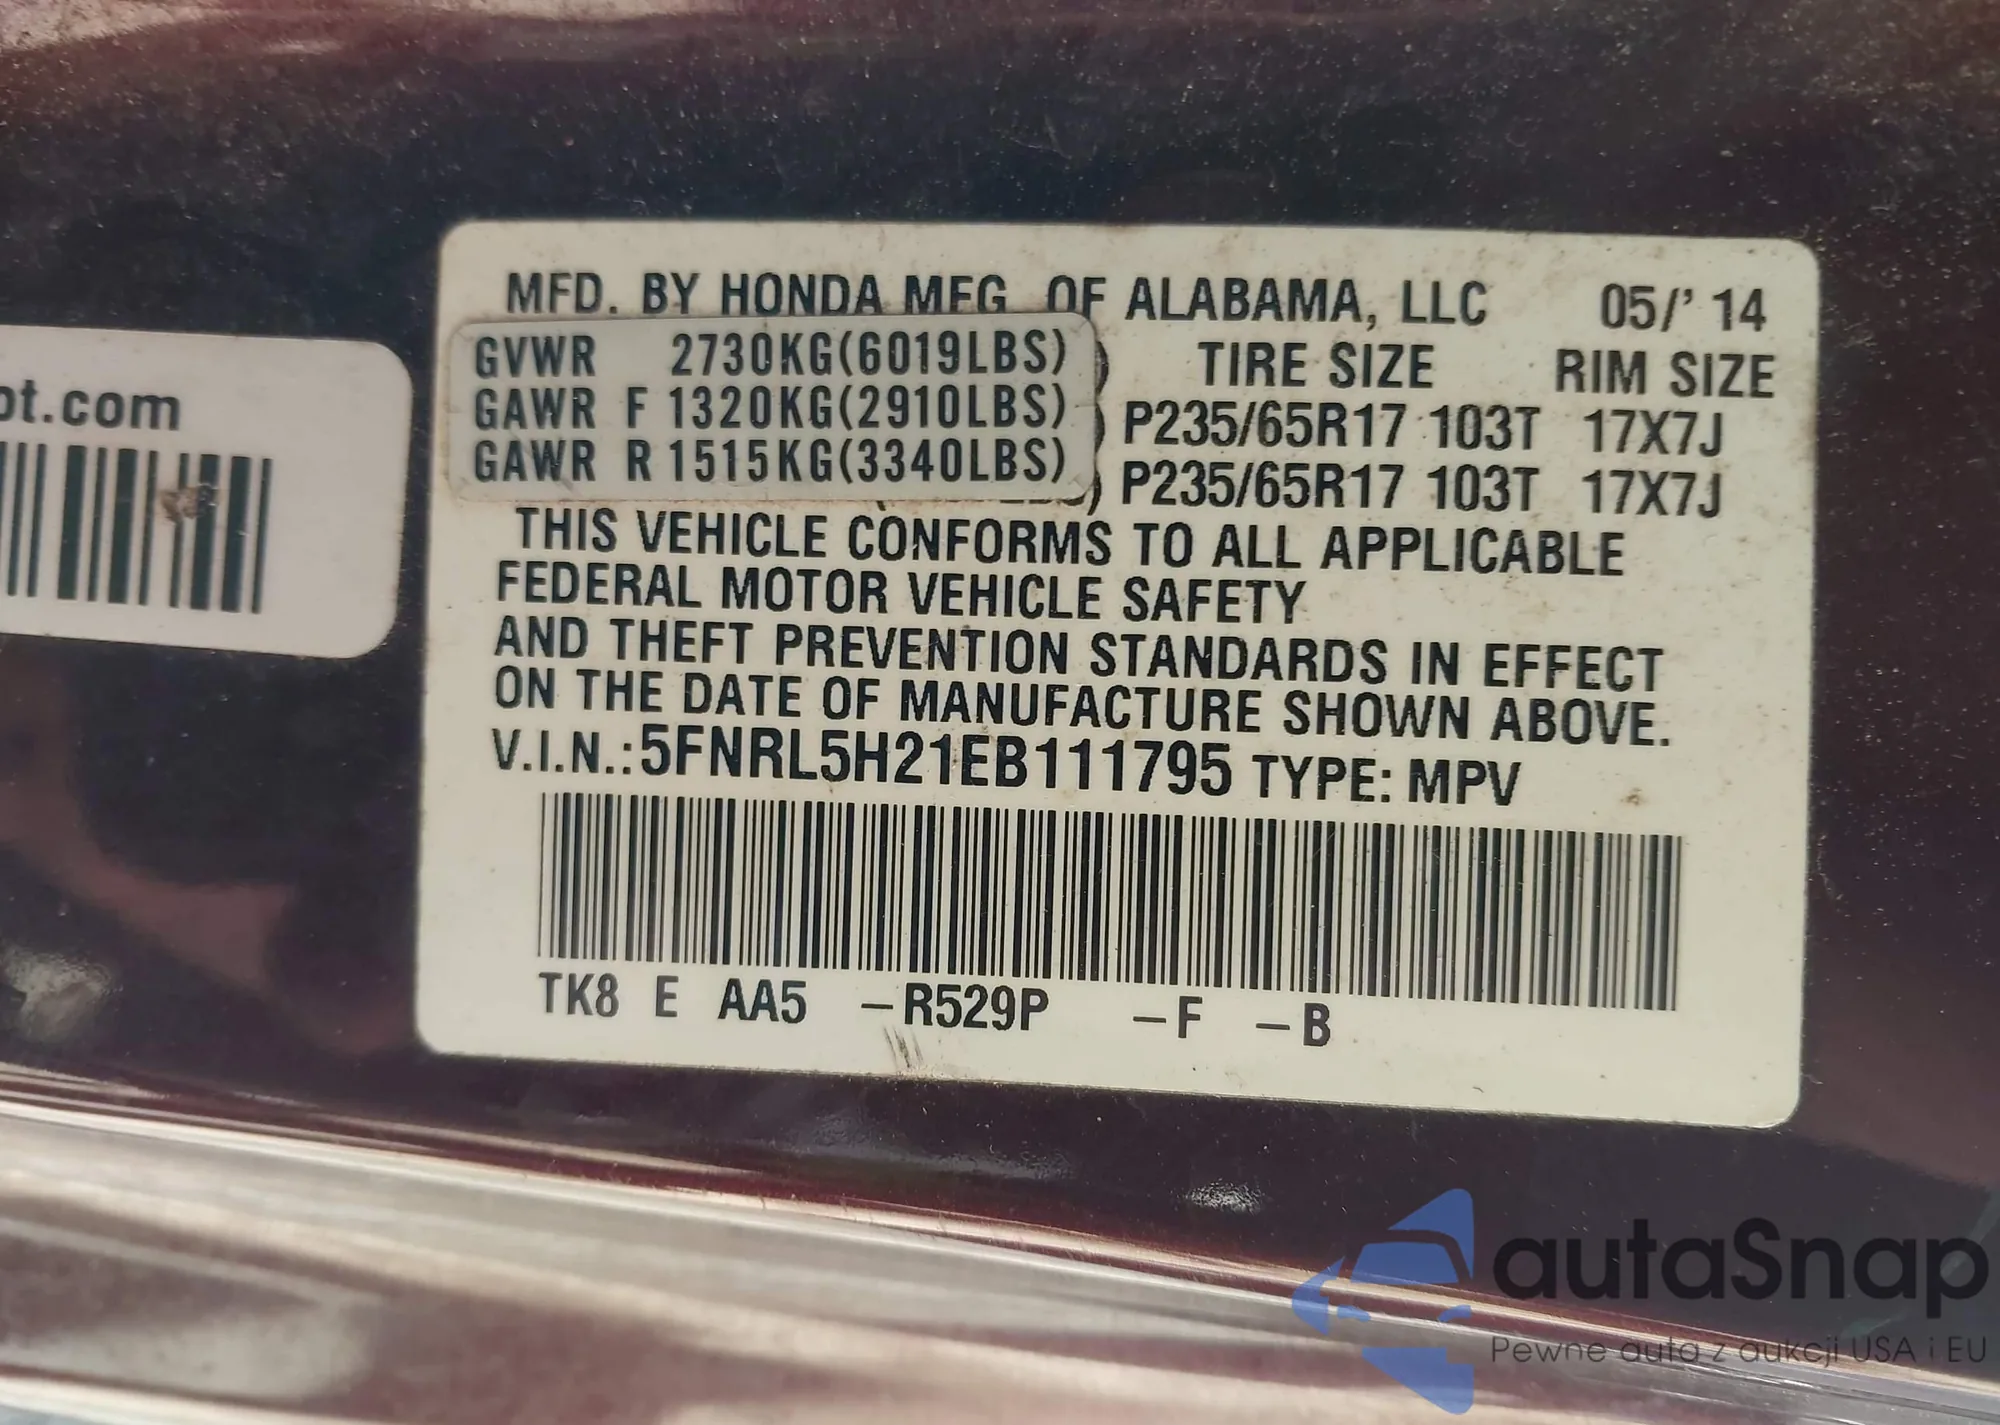 MFD. BY HONDA MFG. OF ALABAMA, LLC 05/'14
GVWR 2730KG(6019LBS) TIRE SIZE RIM SIZE
GAWR F 1320KG(2910LBS) P235/65R17 103T 17X7J
GAWR R 1515KG(3340LBS) P235/65R17 103T 17X7J
THIS VEHICLE CONFORMS TO ALL APPLICABLE
FEDERAL MOTOR VEHICLE SAFETY
AND THEFT PREVENTION STANDARDS IN EFFECT
ON THE DATE OF MANUFACTURE SHOWN ABOVE.
V.I.N.:5FNRL5H21EB111795 TYPE: MPV
TK8 E AA5 –R529P –F –B
ot.com
autaSnap
Pewne auta z aukcji USA i EU